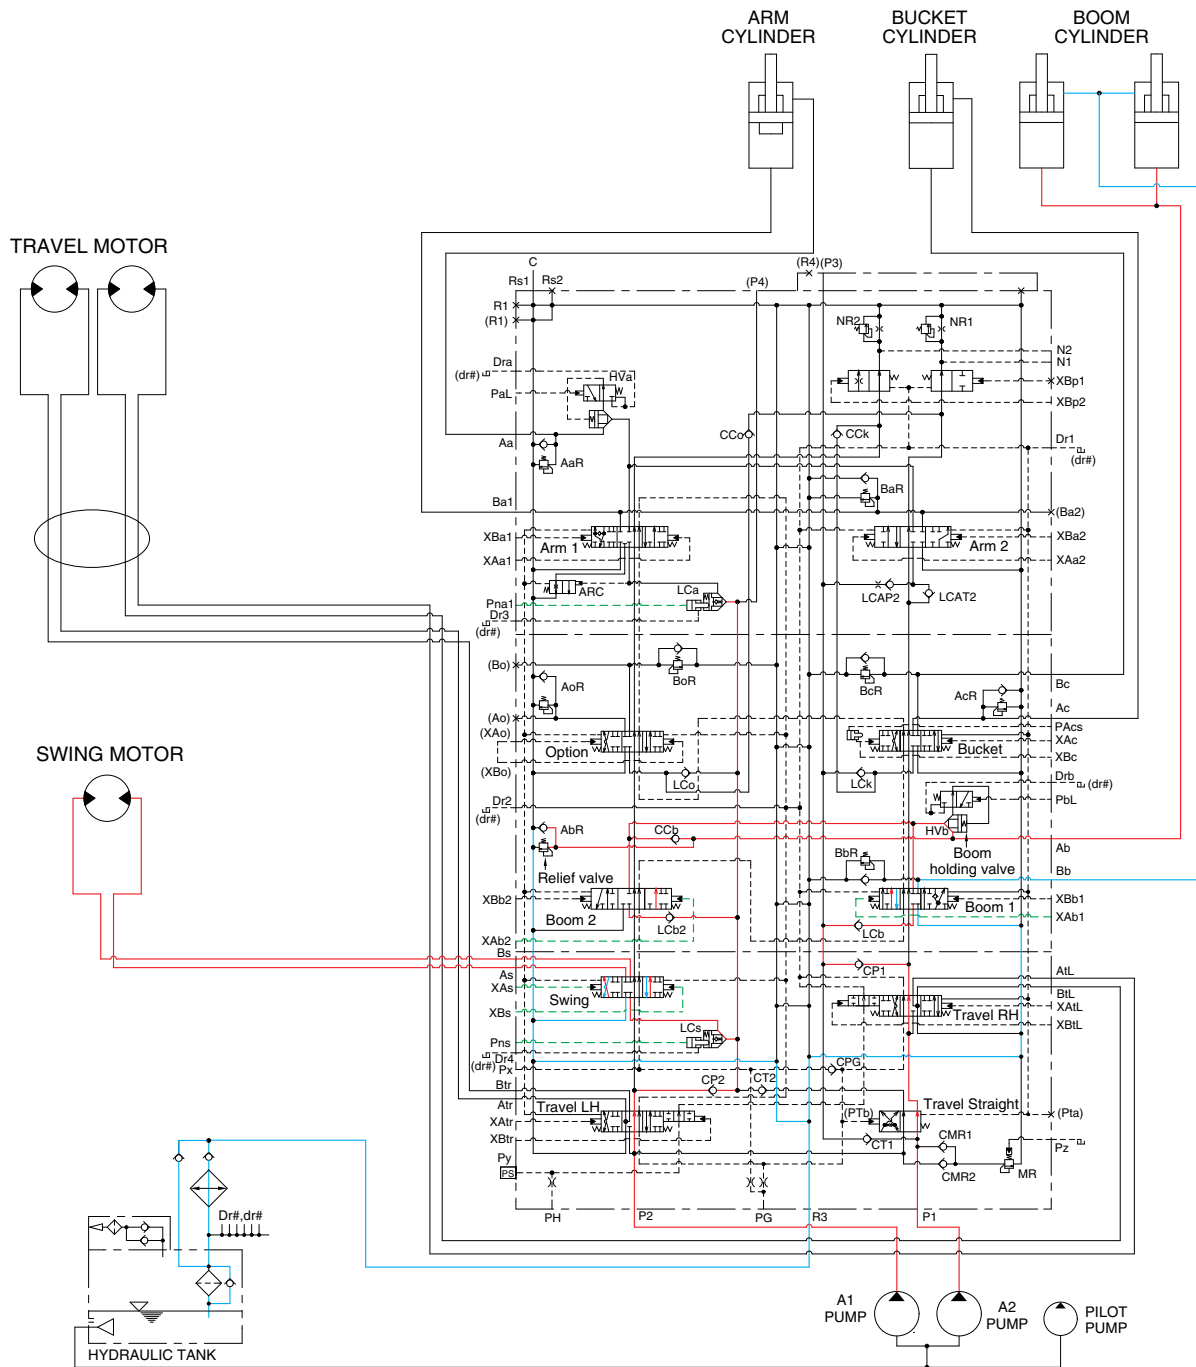 ARM
CYLINDER
BUCKET
CYLINDER
BOOM
CYLINDER
TRAVEL MOTOR
C
Rs1
Rs2
(P4)
(R4)
(P3)
R1
(R1)
NR2
NR1
Dra
(dr#)
HVa
N2
N1
PaL
XBp1
XBp2
CCo
CCk
Aa
AaR
Dr1
(dr#)
BaR
Ba1
(Ba2)
XBa1
Arm 1
Arm 2
XBa2
XAa1
XAa2
ARC
LCa
LCAP2
LCAT2
Pna1
Dr3
(dr#)
(Bo)
BoR
BcR
AoR
AcR
Bc
Ac
(Ao)
PAcs
(XAo)
Option
Bucket
XAc
XBc
(XBo)
LCo
LCk
Drb
(dr#)
Dr2
(dr#)
PbL
HVb
AbR
CCb
Relief valve
BbR
Boom
holding valve
Ab
Bb
XBb2
Boom 2
Boom 1
XBb1
XAb1
LCb2
LCb
XAb2
Bs
SWING MOTOR
CP1
As
XAs
Swing
AtL
BtL
XBs
Travel RH
XAtL
XBtL
Pns
LCs
Dr4
(dr#)
Px
CPG
Btr
CP2
CT2
Atr
Travel LH
(PTb)
Travel Straight
(Pta)
XAtr
XBtr
CT1
CMR1
Pz
Py
PS
CMR2
MR
PH
P2
PG
R3
P1
Dr#,dr#
A1
PUMP
A2
PUMP
PILOT
PUMP
HYDRAULIC TANK